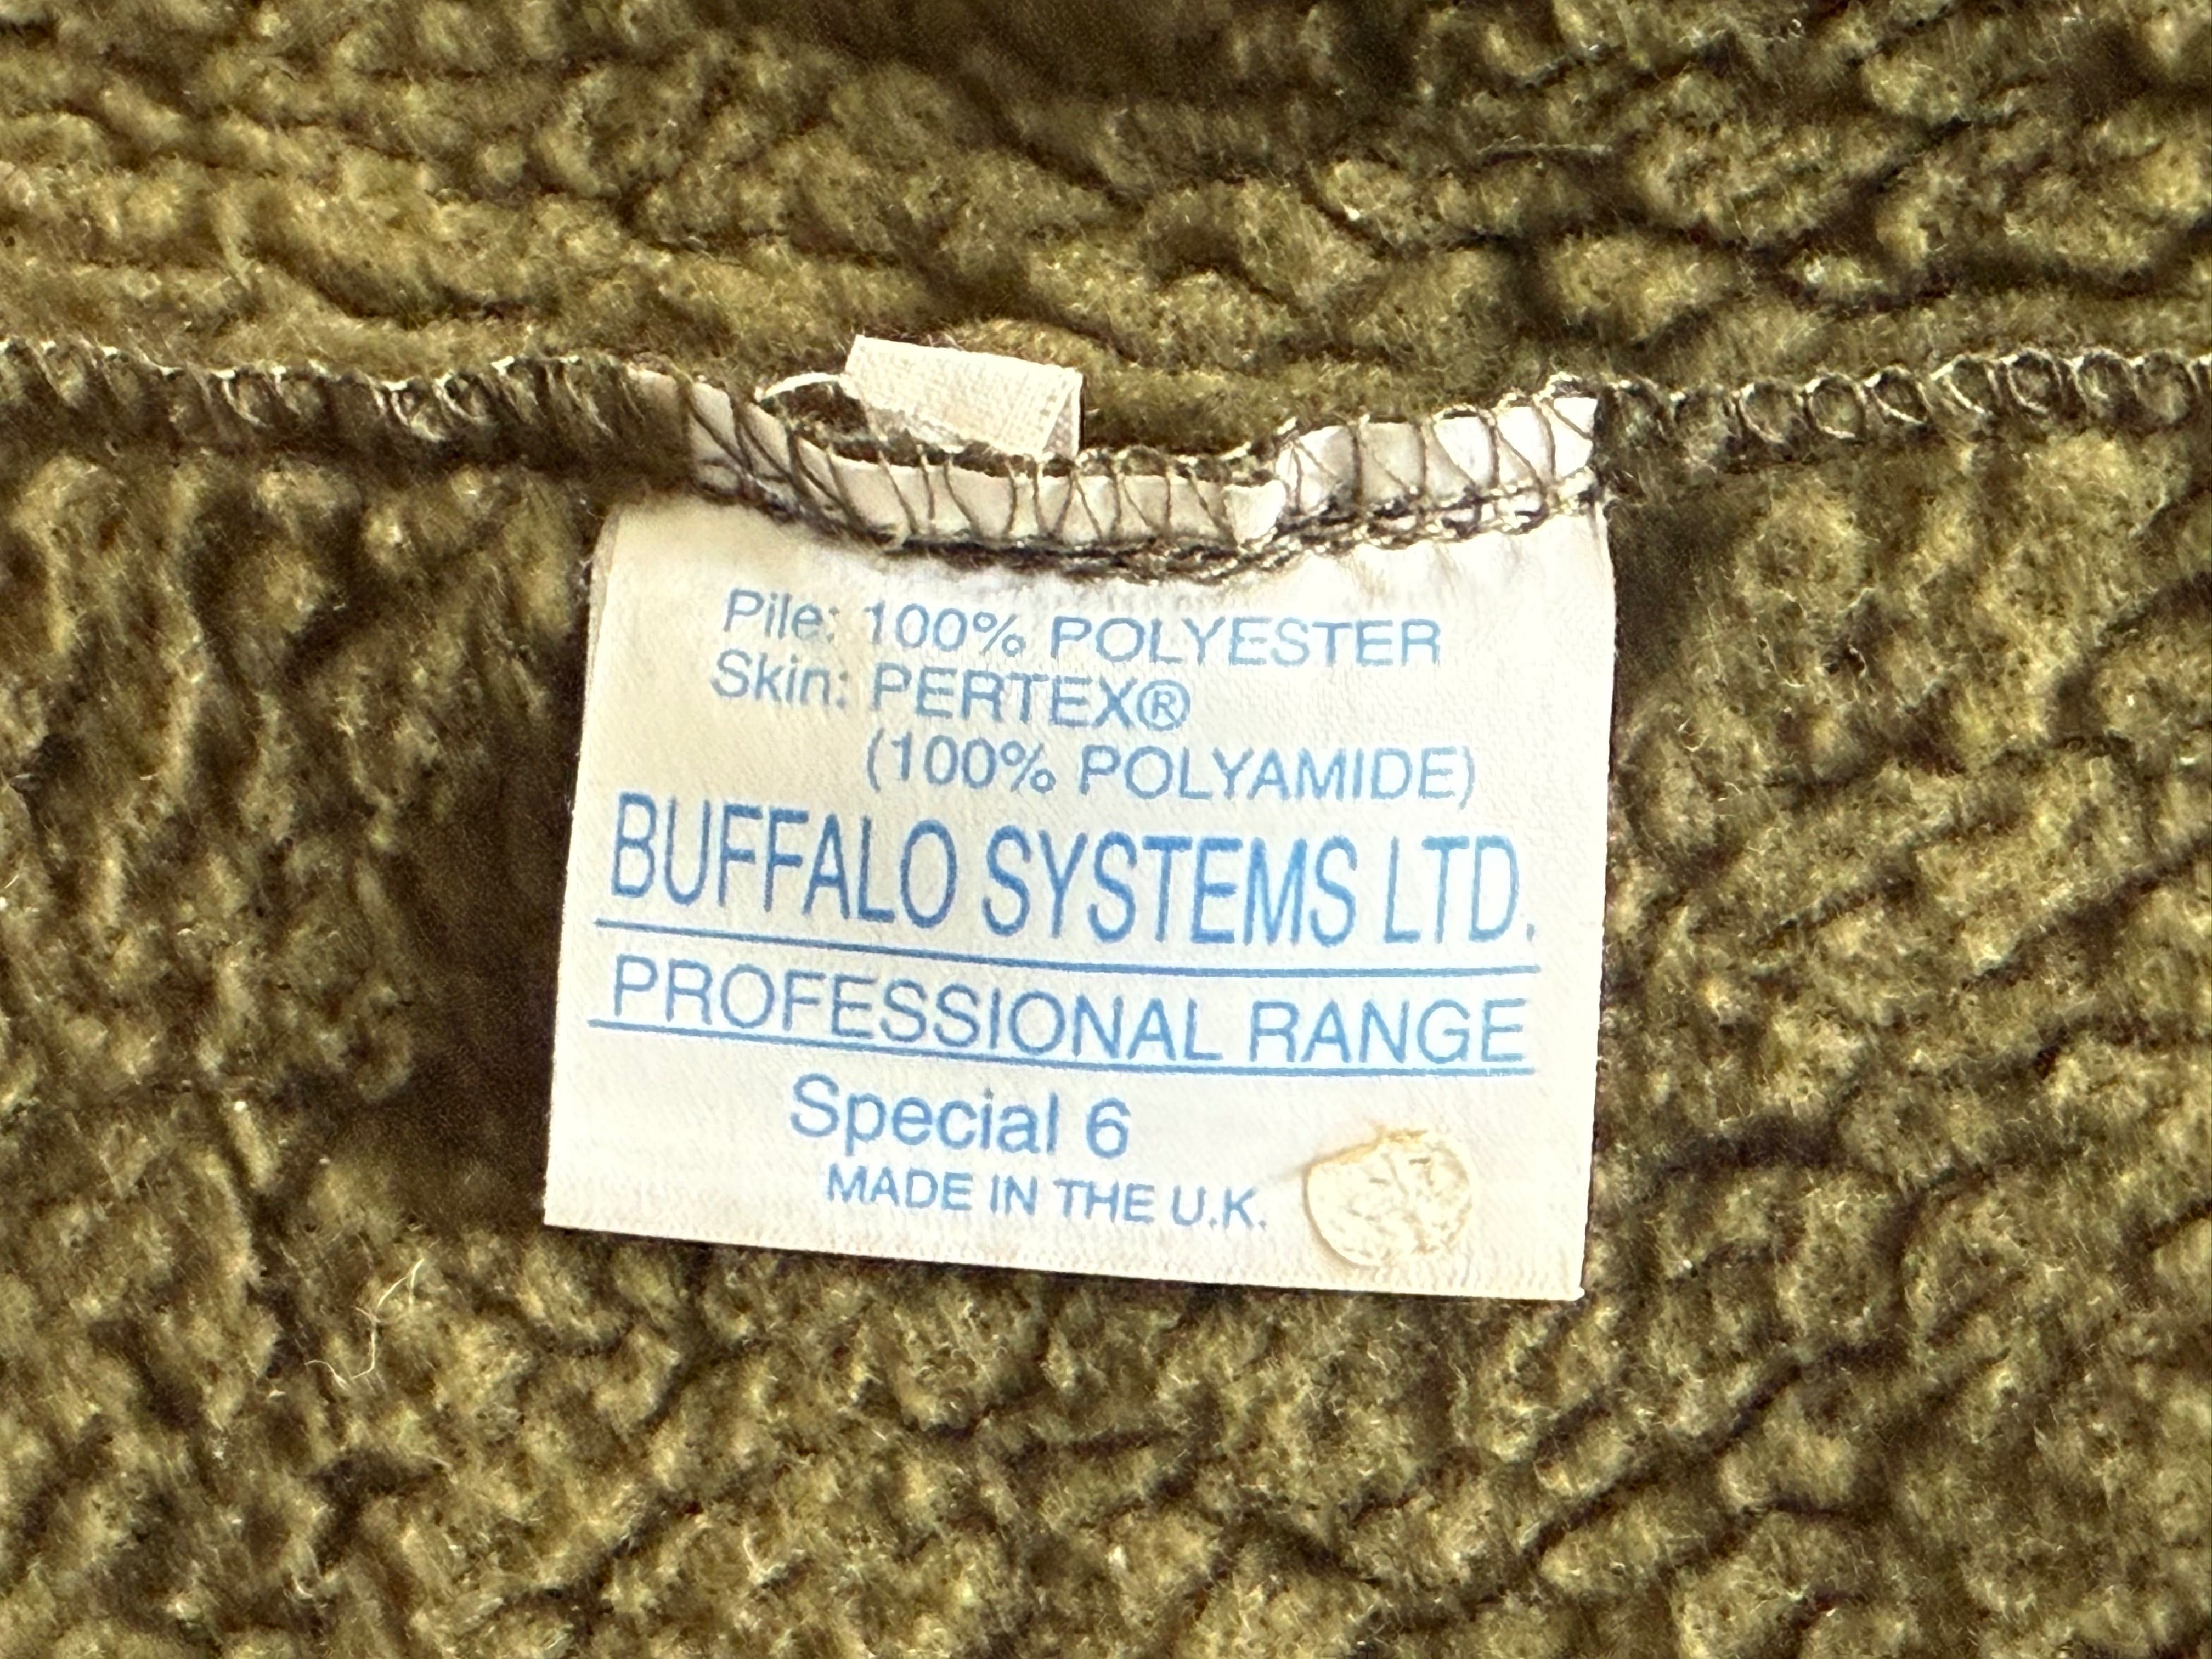 Pile: 100% POLYESTER
Skin: PERTEX®
(100% POLYAMIDE)
BUFFALO SYSTEMS LTD.
PROFESSIONAL RANGE
Special 6
MADE IN THE U.K.